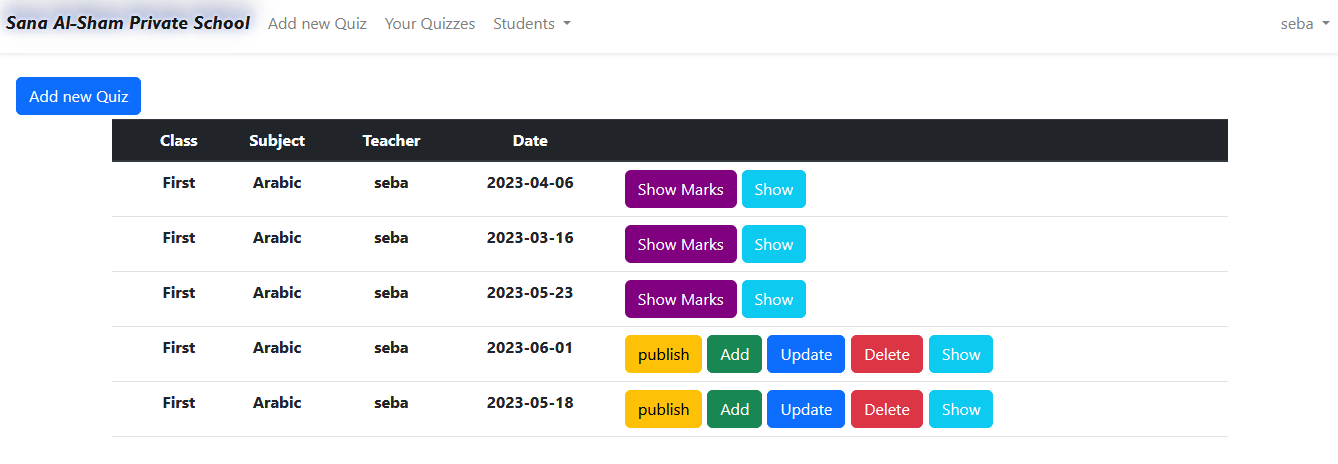 Sana Al-Sham Private School Add new Quiz Your Quizzes Students seba
Add new Quiz
Class Subject Teacher Date
First Arabic seba 2023-04-06 Show Marks Show
First Arabic seba 2023-03-16 Show Marks Show
First Arabic seba 2023-05-23 Show Marks Show
First Arabic seba 2023-06-01 publish Add Update Delete Show
First Arabic seba 2023-05-18 publish Add Update Delete Show